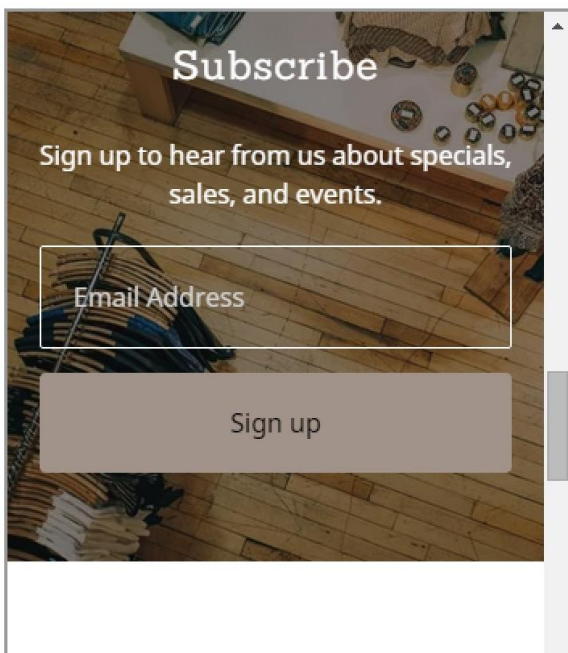 Subscribe
Sign up to hear from us about specials,
sales, and events.
Email Address
Sign up